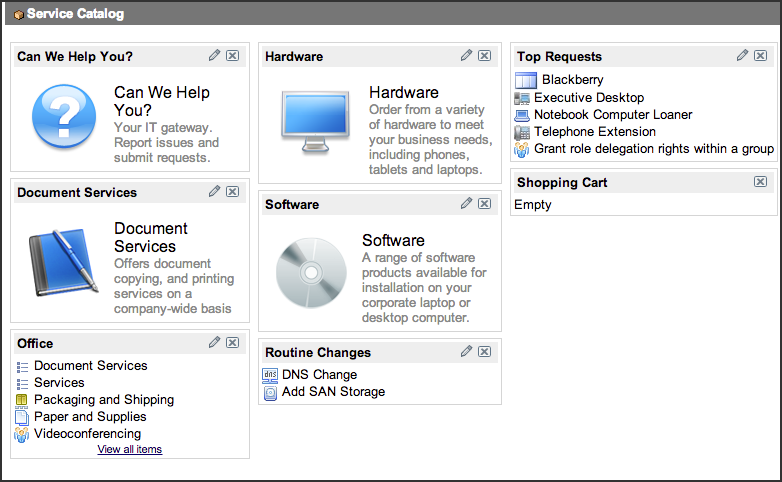 Service Catalog
Can We Help You?
Can We Help
You?
Your IT gateway.
Report issues and
submit requests.
Document Services
Document
Services
Offers document
copying, and printing
services on a
company-wide basis
Office
Document Services
Services
Packaging and Shipping
Paper and Supplies
Videoconferencing
View all items
Hardware
Hardware
Order from a variety
of hardware to meet
your business needs,
including phones,
tablets and laptops.
Software
Software
A range of software
products available for
installation on your
corporate laptop or
desktop computer.
Routine Changes
dns
DNS Change
Add SAN Storage
Top Requests
Blackberry
Executive Desktop
Notebook Computer Loaner
Telephone Extension
Grant role delegation rights within a group
Shopping Cart
Empty